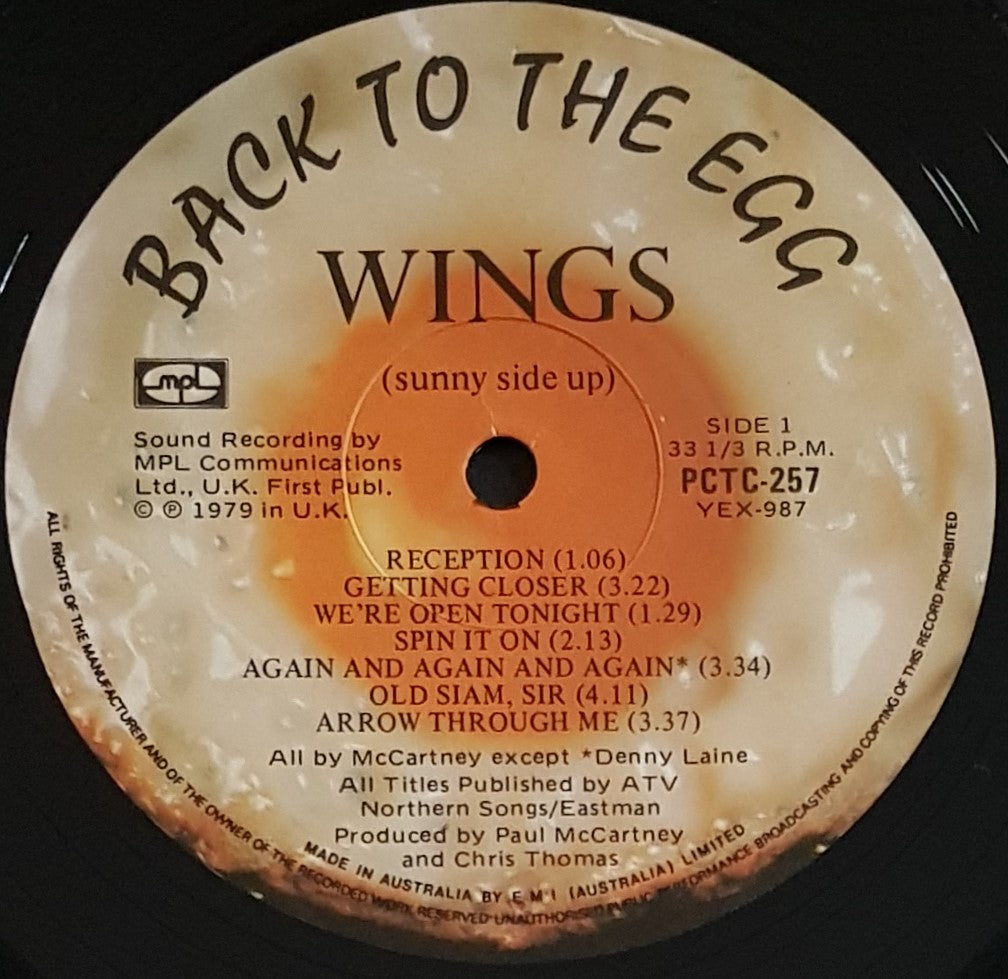 BACK TO THE EGG
WINGS
(sunny side up)
mpl
Sound Recording by
MPL Communications
Ltd., U.K. First Publ.
© ℗ 1979 in U.K.
SIDE 1
33 1/3 R.P.M.
PCTC-257
YEX-987
RECEPTION (1.06)
GETTING CLOSER (3.22)
WE'RE OPEN TONIGHT (1.29)
SPIN IT ON (2.13)
AGAIN AND AGAIN AND AGAIN* (3.34)
OLD SIAM, SIR (4.11)
ARROW THROUGH ME (3.37)
All by McCartney except *Denny Laine
All Titles Published by ATV
Northern Songs/Eastman
Produced by Paul McCartney
and Chris Thomas
MADE IN AUSTRALIA BY E M I (AUSTRALIA) LIMITED
ALL RIGHTS OF THE MANUFACTURER AND OF THE OWNER OF THE RECORDED WORK RESERVED UNAUTHORISED PUBLIC PERFORMANCE BROADCASTING AND COPYING OF THIS RECORD PROHIBITED